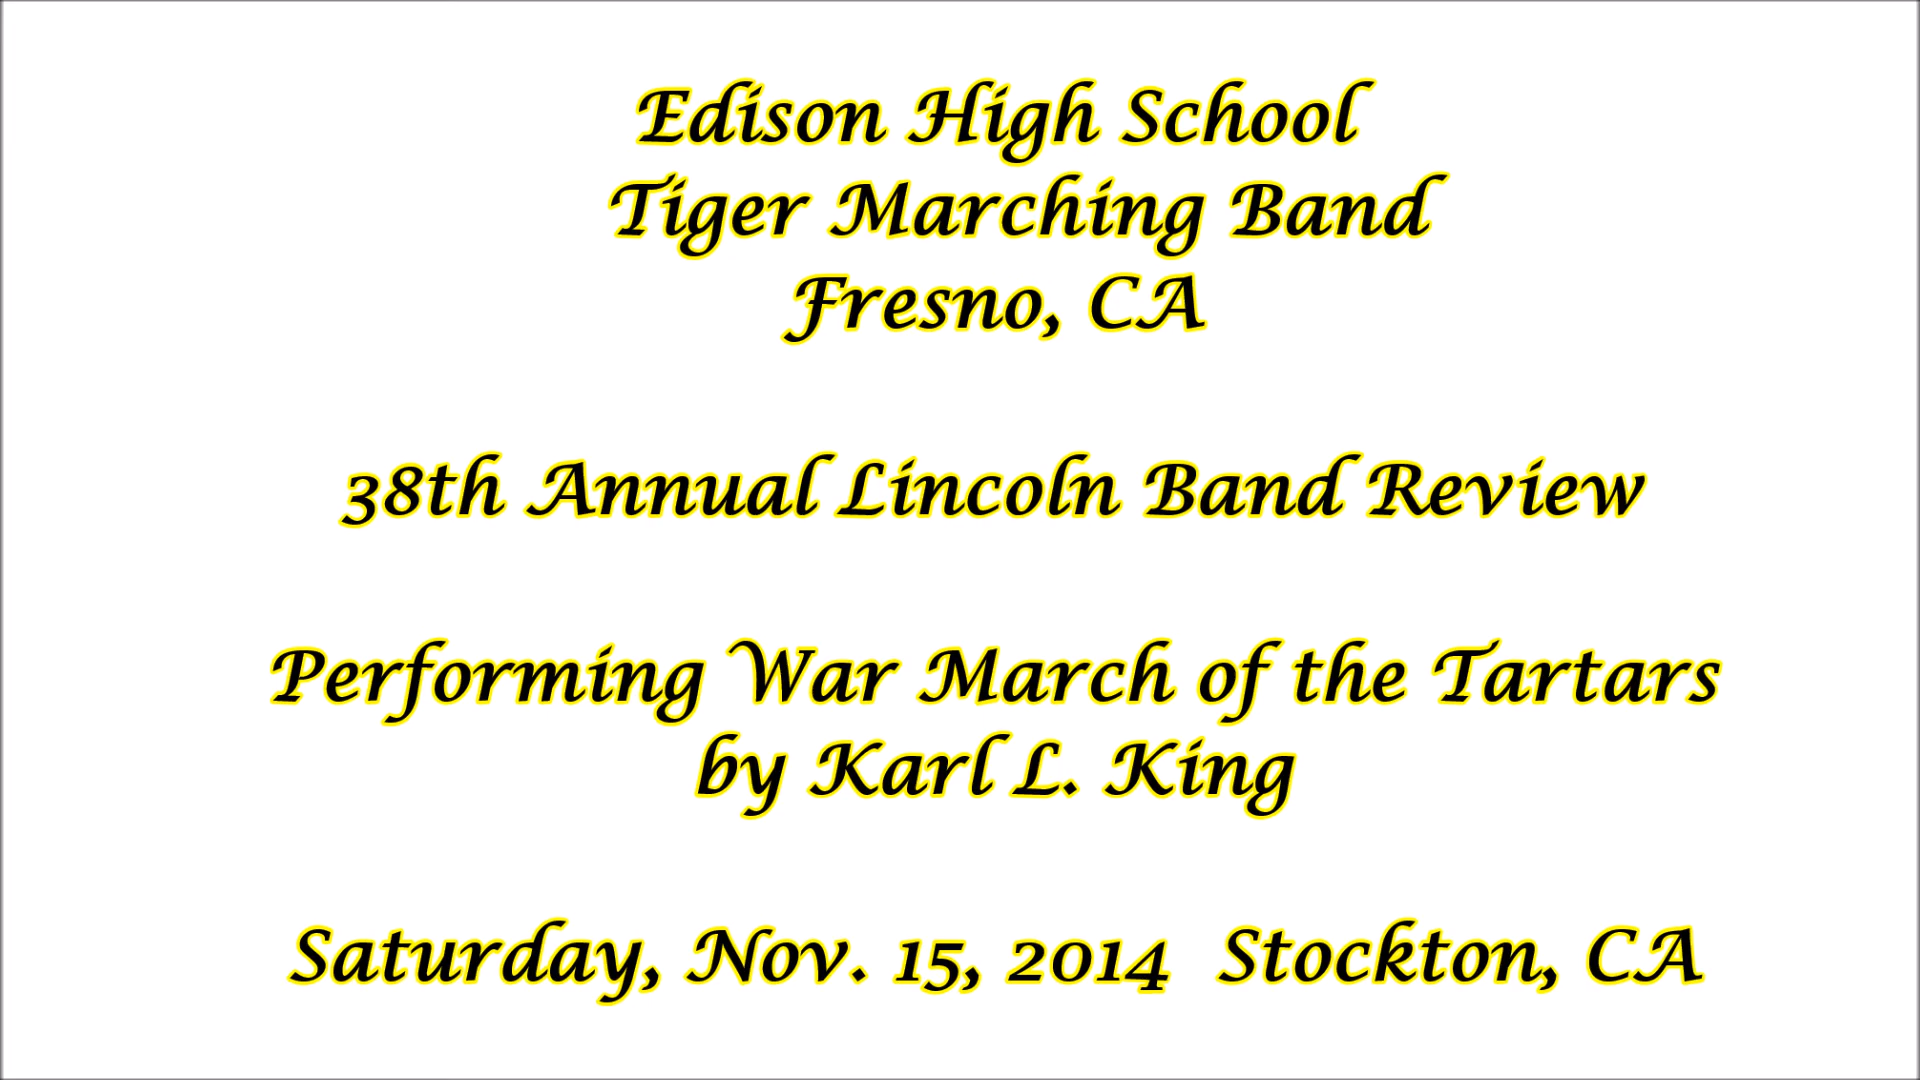 Edison High School
Tiger Marching Band
Fresno, CA
38th Annual Lincoln Band Review
Performing War March of the Tartars
by Karl L. King
Saturday, Nov. 15, 2014 Stockton, CA